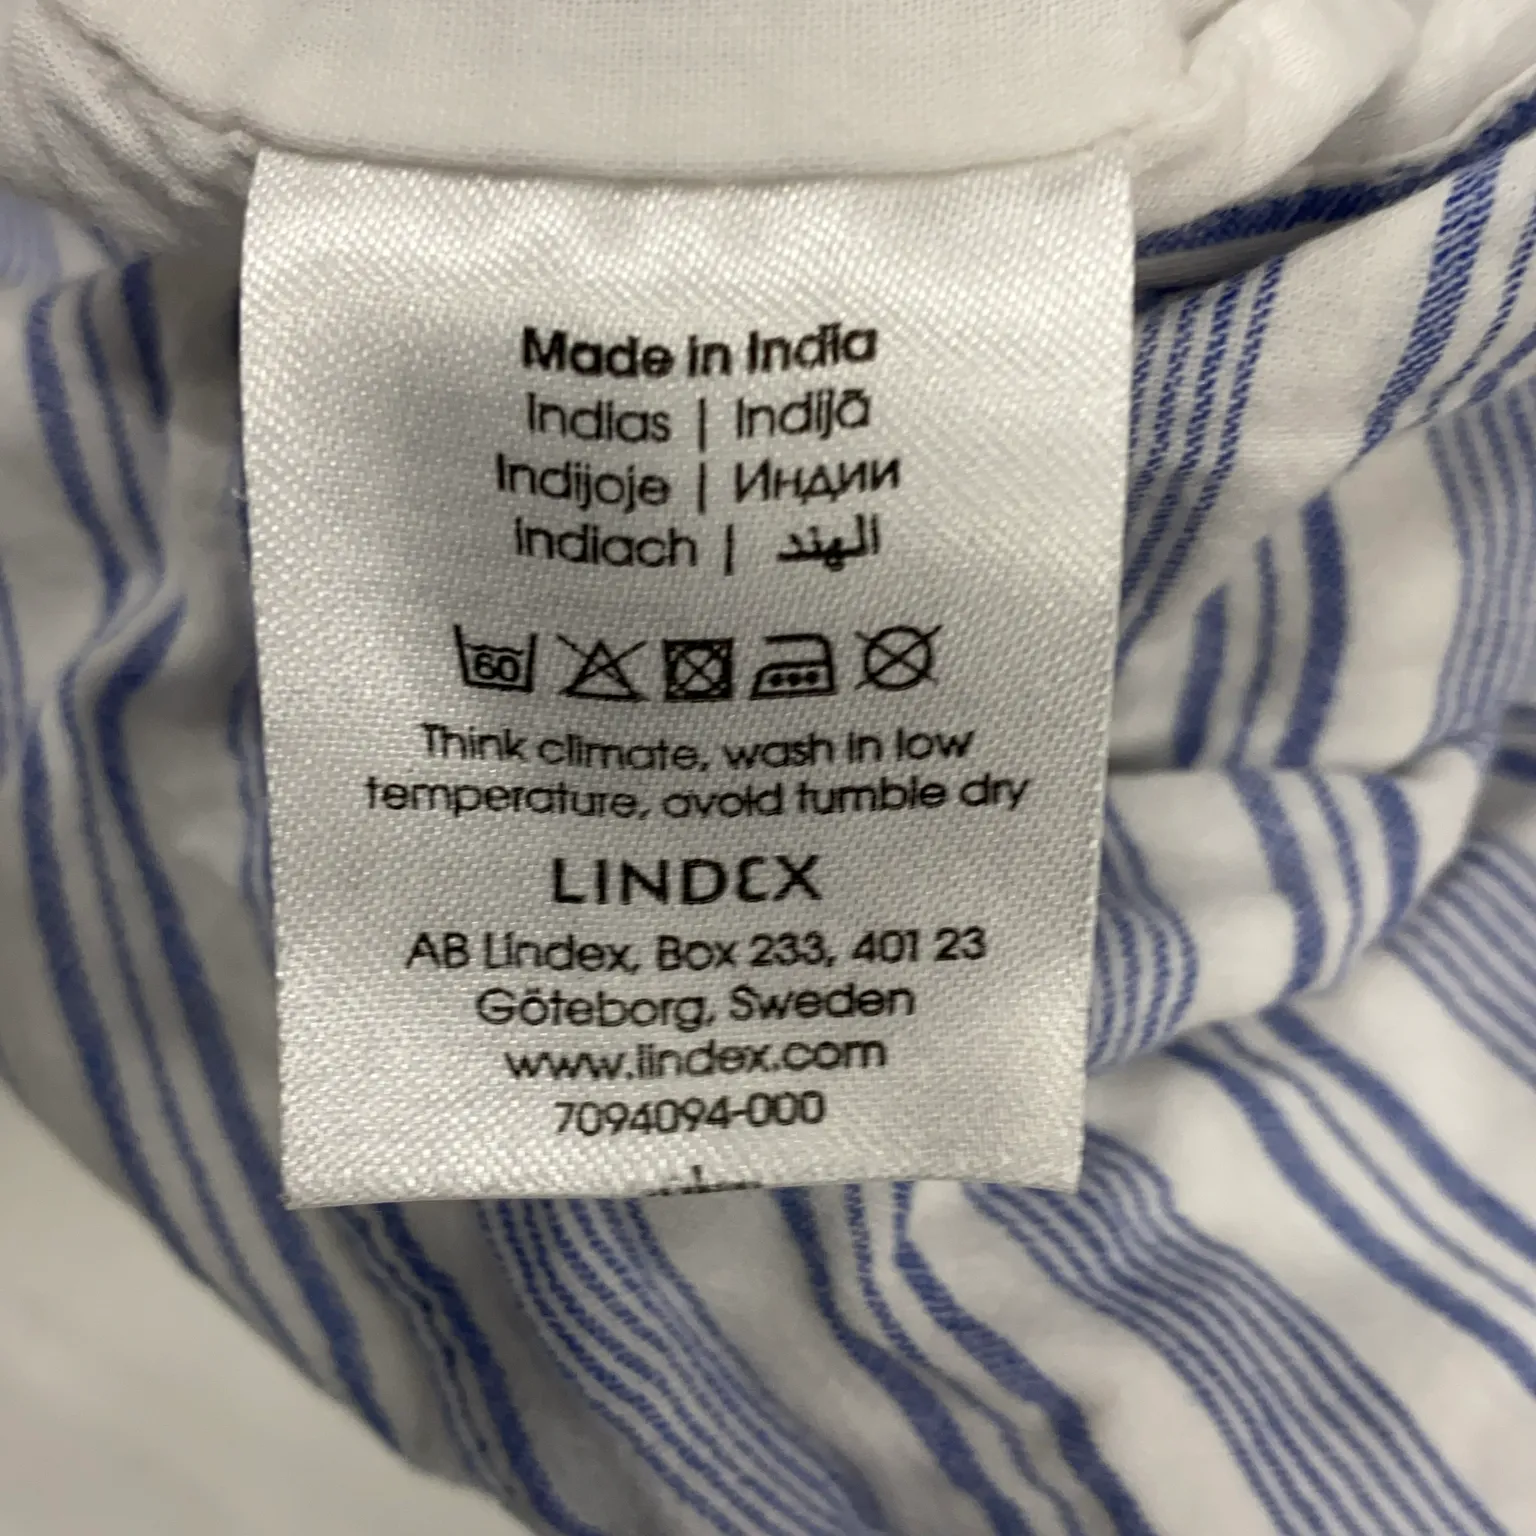 Made in India
Indias | Indijā
Indijoje | Индии
Indiach | الهند
60
Think climate, wash in low
temperature, avoid tumble dry
LINDEX
AB Lindex, Box 233, 401 23
Göteborg, Sweden
www.lindex.com
7094094-000